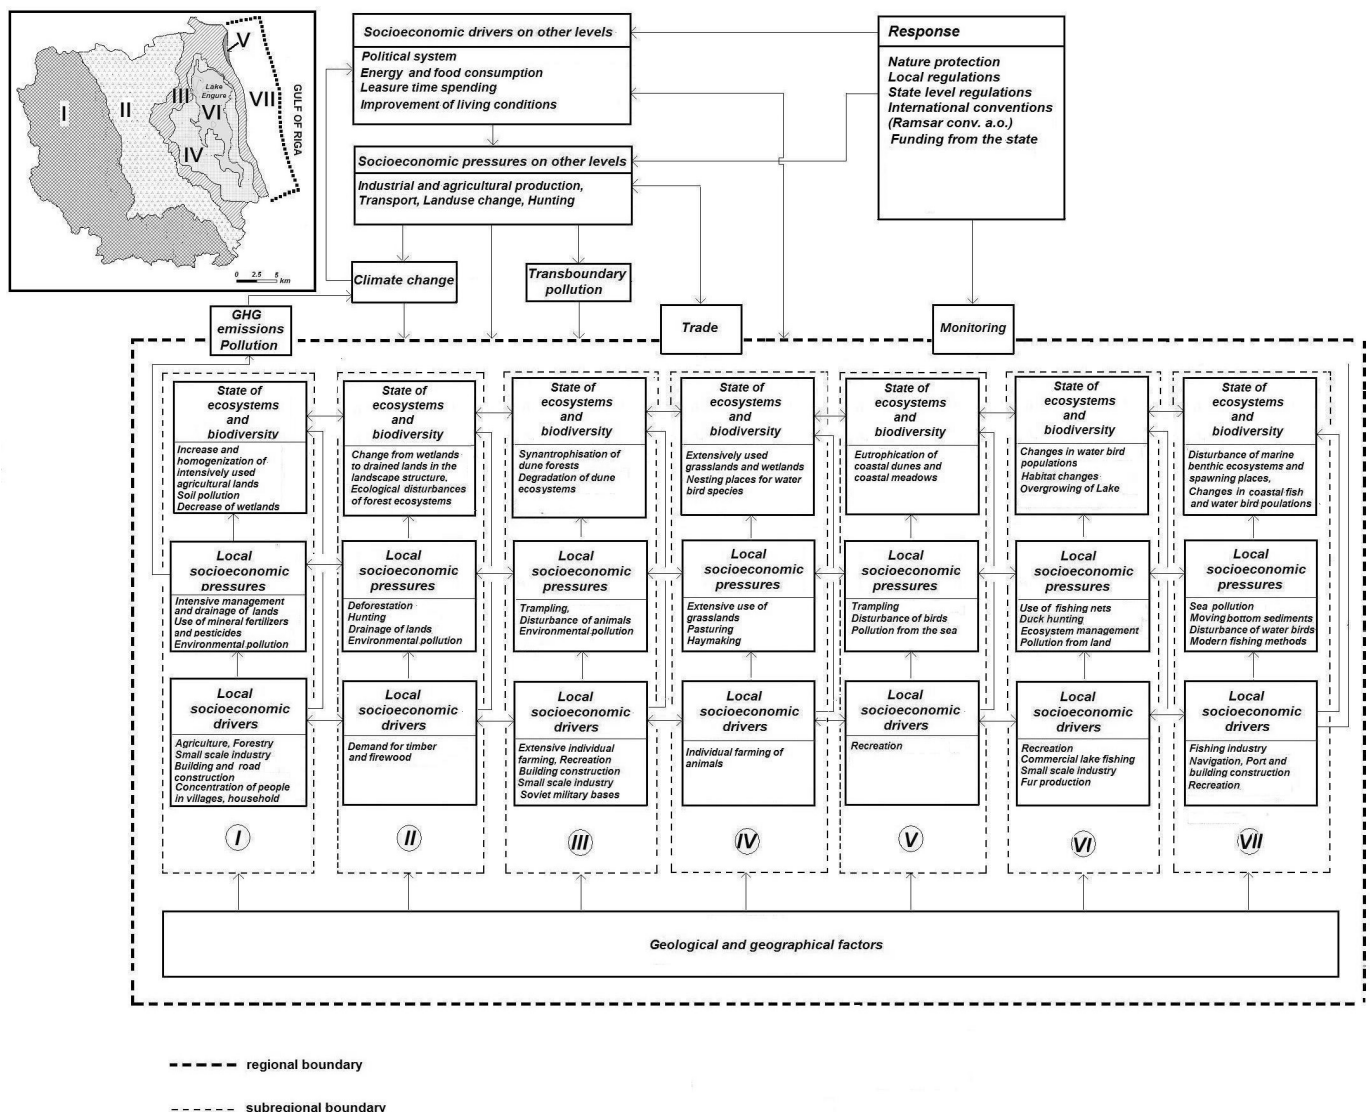 I
II
III
IV
V
VI
VII
Lake
Engure
GULF OF RIGA
0 2.5 5
km
Socioeconomic drivers on other levels
Political system
Energy and food consumption
Leasure time spending
Improvement of living conditions
Socioeconomic pressures on other levels
Industrial and agricultural production,
Transport, Landuse change, Hunting
Response
Nature protection
Local regulations
State level regulations
International conventions
(Ramsar conv. a.o.)
Funding from the state
Climate change
Transboundary
pollution
GHG
emissions
Pollution
Trade
Monitoring
State of
ecosystems
and
biodiversity
Increase and
homogenization of
intensively used
agricultural lands
Soil pollution
Decrease of wetlands
Local
socioeconomic
pressures
Intensive management
and drainage of lands
Use of mineral fertilizers
and pesticides
Environmental pollution
Local
socioeconomic
drivers
Agriculture, Forestry
Small scale industry
Building and road
construction
Concentration of people
in villages, household
I
State of
ecosystems
and
biodiversity
Change from wetlands
to drained lands in the
landscape structure.
Ecological disturbances
of forest ecosystems
Local
socioeconomic
pressures
Deforestation
Hunting
Drainage of lands
Environmental pollution
Local
socioeconomic
drivers
Demand for timber
and firewood
II
State of
ecosystems
and
biodiversity
Synantrophisation of
dune forests
Degradation of dune
ecosystems
Local
socioeconomic
pressures
Trampling,
Disturbance of animals
Environmental pollution
Local
socioeconomic
drivers
Extensive individual
farming, Recreation
Building construction
Small scale industry
Soviet military bases
III
State of
ecosystems
and
biodiversity
Extensively used
grasslands and wetlands
Nesting places for water
bird species
Local
socioeconomic
pressures
Extensive use of
grasslands
Pasturing
Haymaking
Local
socioeconomic
drivers
Individual farming of
animals
IV
State of
ecosystems
and
biodiversity
Eutrophication of
coastal dunes and
coastal meadows
Local
socioeconomic
pressures
Trampling
Disturbance of birds
Pollution from the sea
Local
socioeconomic
drivers
Recreation
V
State of
ecosystems
and
biodiversity
Changes in water bird
populations
Habitat changes
Overgrowing of Lake
Local
socioeconomic
pressures
Use of fishing nets
Duck hunting
Ecosystem management
Pollution from land
Local
socioeconomic
drivers
Recreation
Commercial lake fishing
Small scale industry
Fur production
VI
State of
ecosystems
and
biodiversity
Disturbance of marine
benthic ecosystems and
spawning places,
Changes in coastal fish
and water bird poulations
Local
socioeconomic
pressures
Sea pollution
Moving bottom sediments
Disturbance of water birds
Modern fishing methods
Local
socioeconomic
drivers
Fishing industry
Navigation, Port and
building construction
Recreation
VII
Geological and geographical factors
regional boundary
subregional boundary